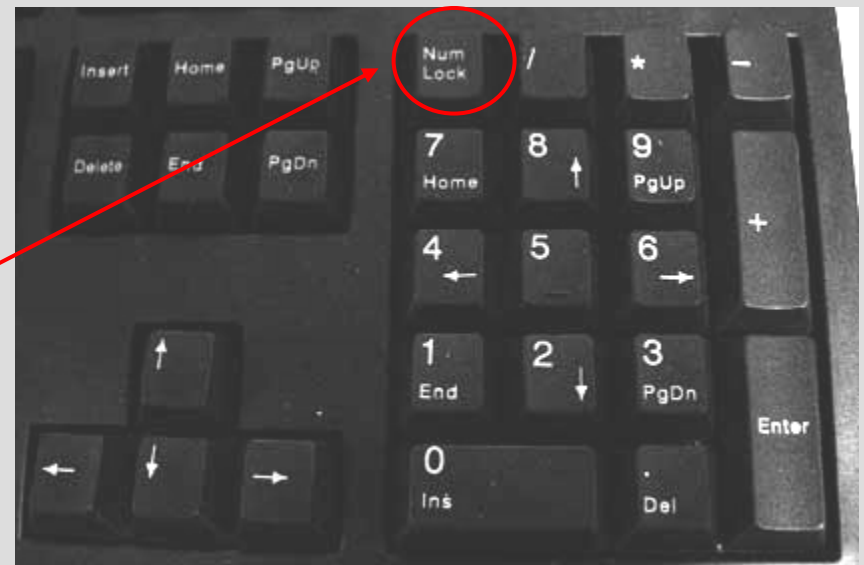 Insert Home PgUp
Delete End PgDn
Num
Lock
/
*
-
7
Home
8
9
PgUp
+
4
5
6
1
End
2
3
PgDn
Enter
0
Ins
.
Del